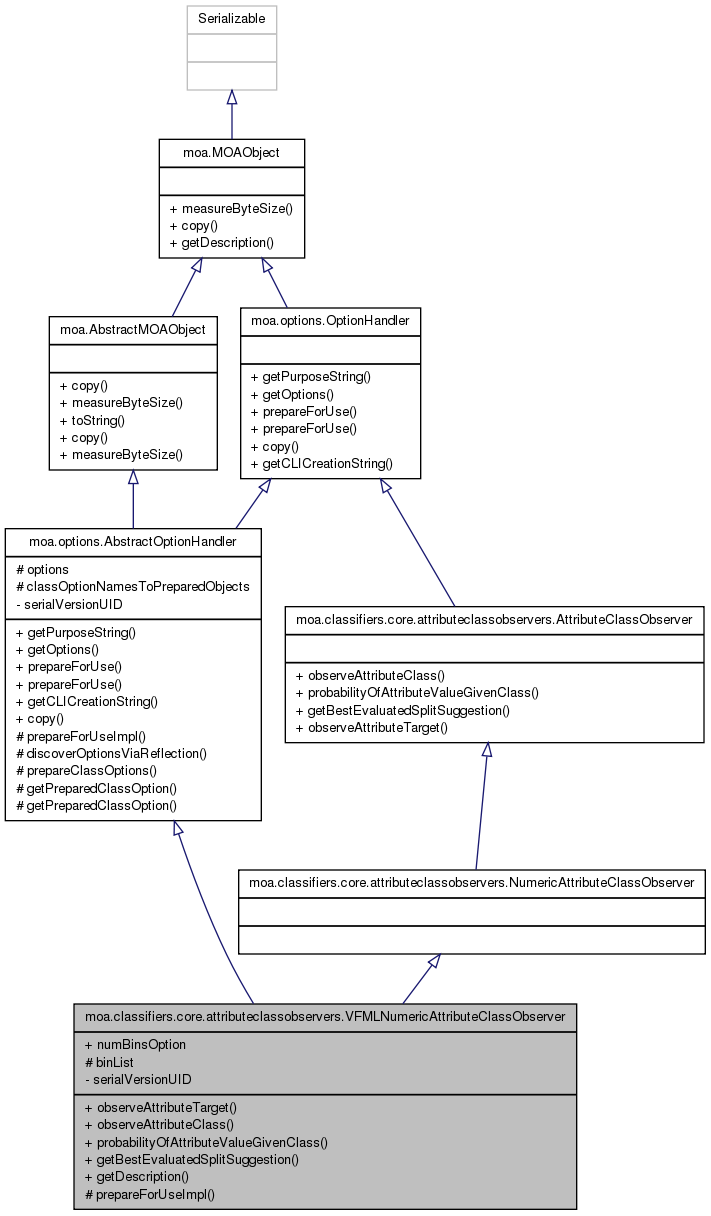 Serializable
moa.MOAObject
+ measureByteSize()
+ copy()
+ getDescription()
moa.AbstractMOAObject
+ copy()
+ measureByteSize()
+ toString()
+ copy()
+ measureByteSize()
moa.options.OptionHandler
+ getPurposeString()
+ getOptions()
+ prepareForUse()
+ prepareForUse()
+ copy()
+ getCLICreationString()
moa.options.AbstractOptionHandler
# options
# classOptionNamesToPreparedObjects
- serialVersionUID
+ getPurposeString()
+ getOptions()
+ prepareForUse()
+ prepareForUse()
+ getCLICreationString()
+ copy()
# prepareForUseImpl()
# discoverOptionsViaReflection()
# prepareClassOptions()
# getPreparedClassOption()
# getPreparedClassOption()
moa.classifiers.core.attributeclassobservers.AttributeClassObserver
+ observeAttributeClass()
+ probabilityOfAttributeValueGivenClass()
+ getBestEvaluatedSplitSuggestion()
+ observeAttributeTarget()
moa.classifiers.core.attributeclassobservers.NumericAttributeClassObserver
moa.classifiers.core.attributeclassobservers.VFMLNumericAttributeClassObserver
+ numBinsOption
# binList
- serialVersionUID
+ observeAttributeTarget()
+ observeAttributeClass()
+ probabilityOfAttributeValueGivenClass()
+ getBestEvaluatedSplitSuggestion()
+ getDescription()
# prepareForUseImpl()